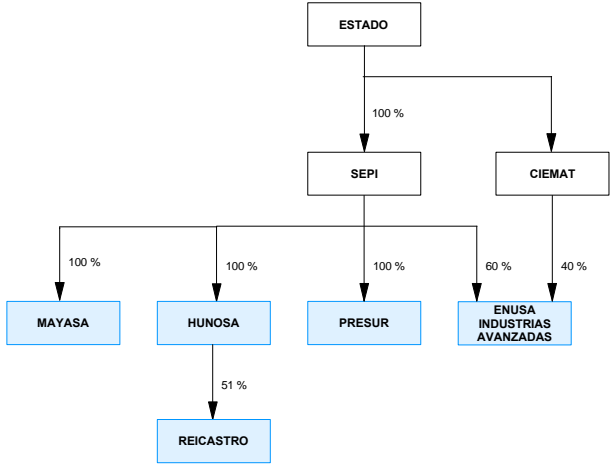 ESTADO
100 %
SEPI
CIEMAT
100 %
100 %
100 %
60 %
40 %
MAYASA
HUNOSA
PRESUR
ENUSA
INDUSTRIAS
AVANZADAS
51 %
REICASTRO